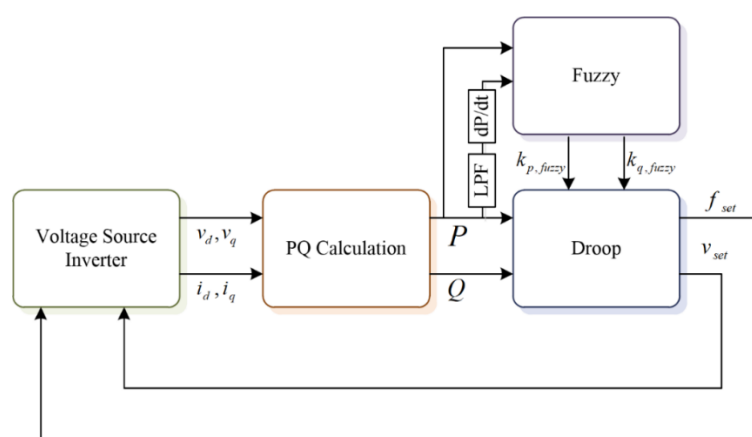 Fuzzy
dP/dt
LPF
k_{p,fuzzy}
k_{q,fuzzy}
Voltage Source
Inverter
v_d, v_q
i_d, i_q
PQ Calculation
P
Q
Droop
f_{set}
v_{set}